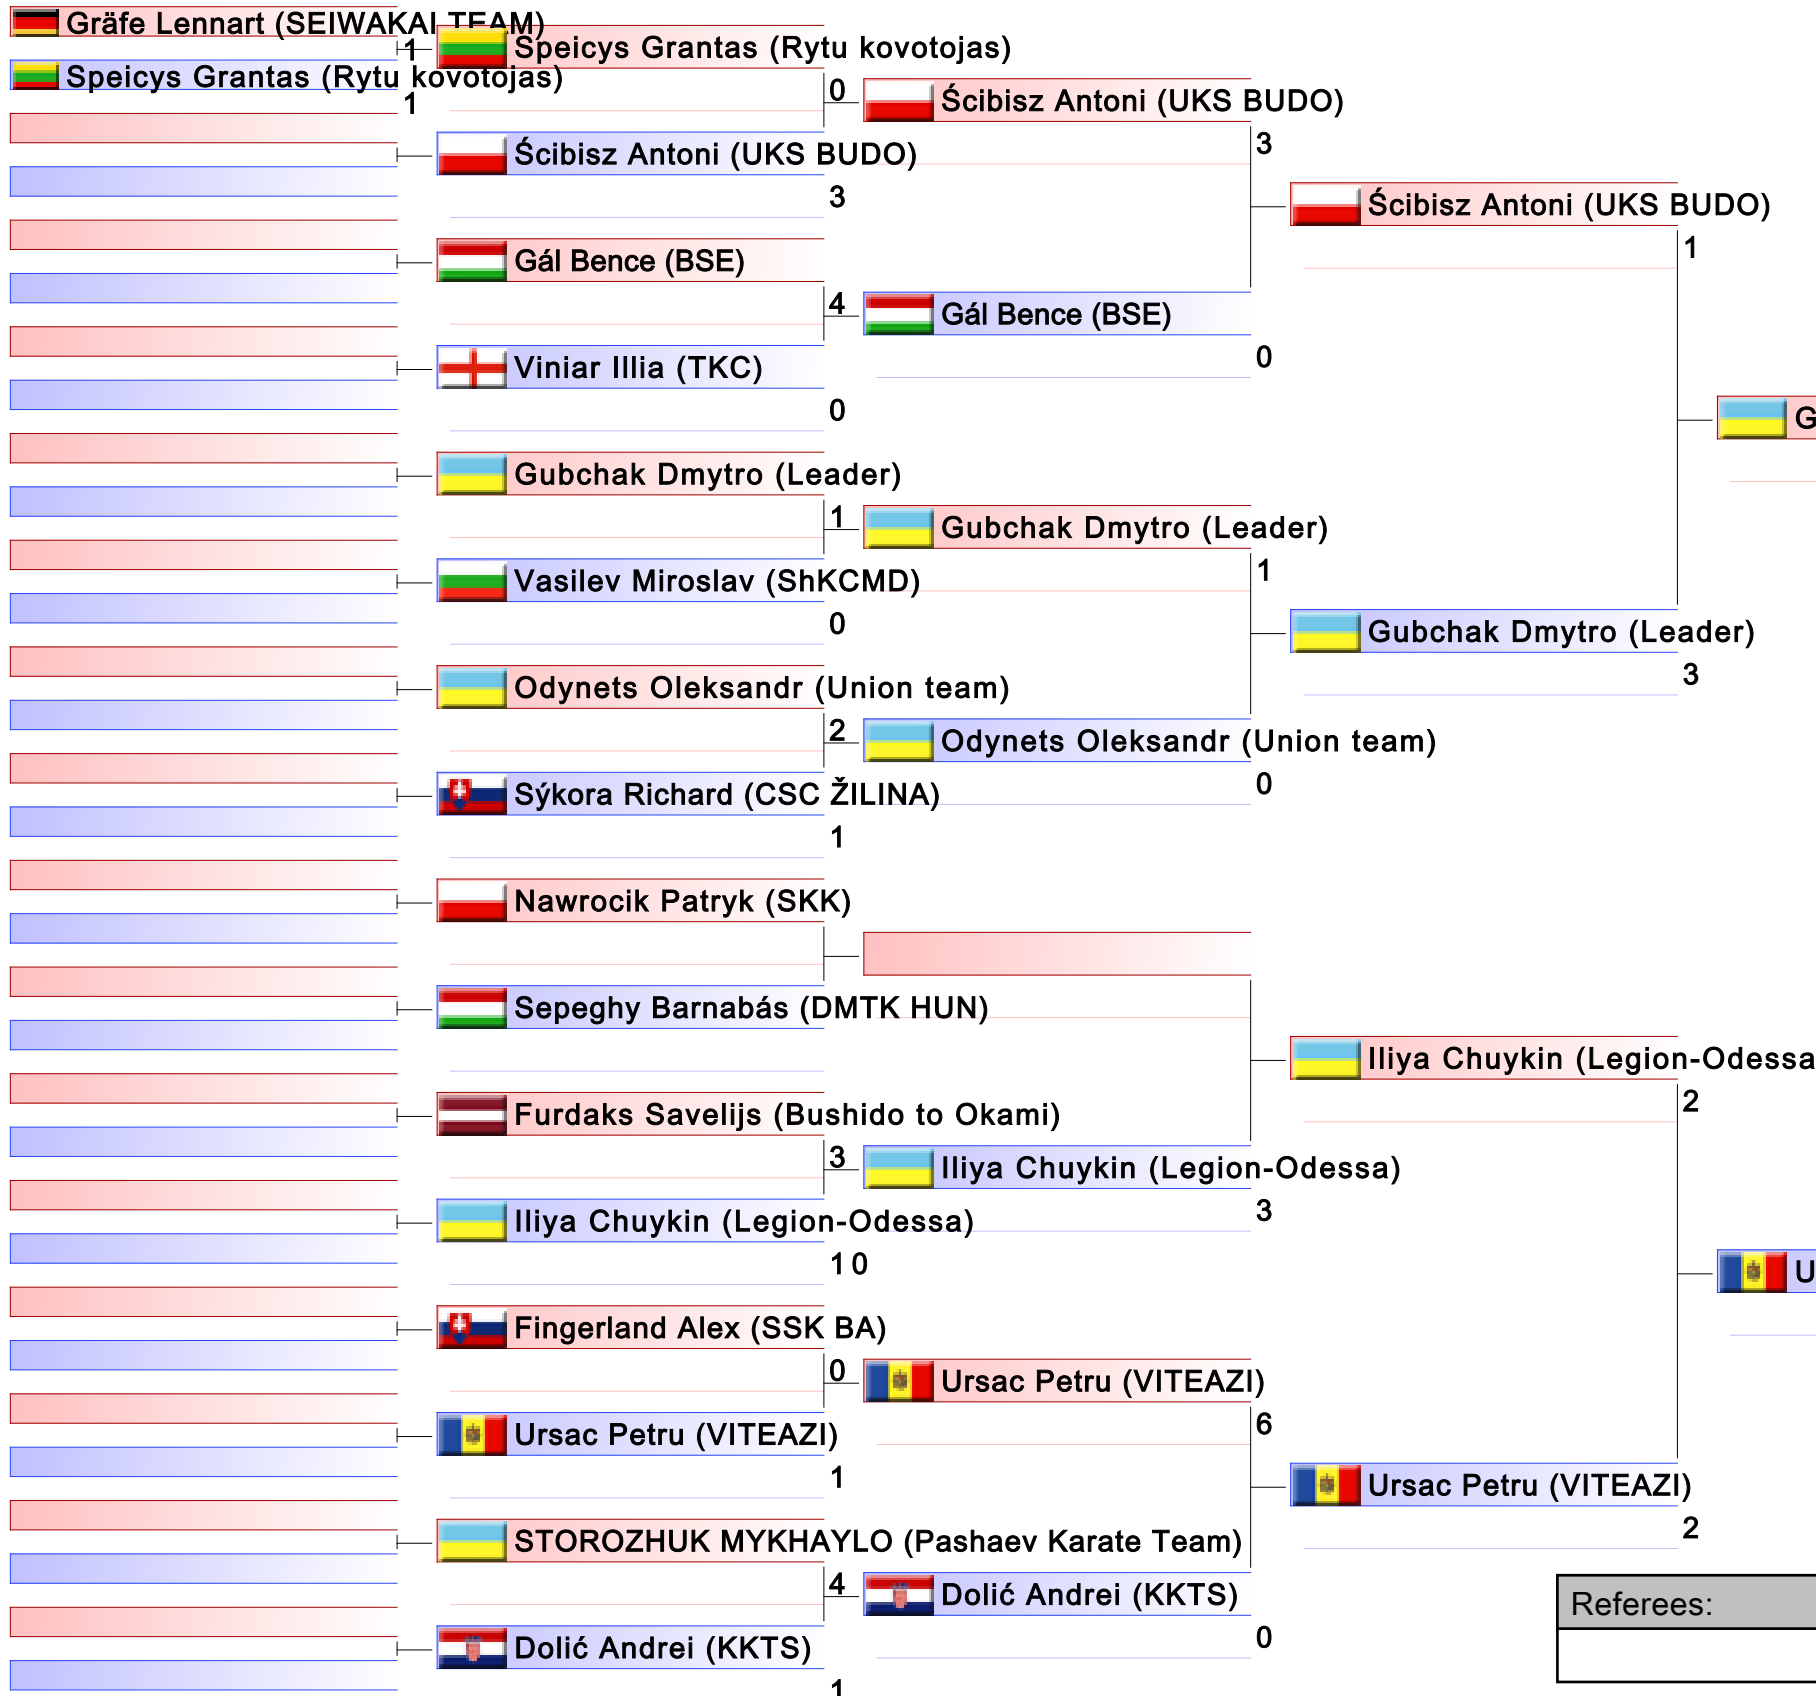 Gräfe Lennart (SEIWAKAI TEAM)
1
Speicys Grantas (Rytu kovotojas)
1
Speicys Grantas (Rytu kovotojas)
0
Ścibisz Antoni (UKS BUDO)
3
Gál Bence (BSE)
4
Viniar Illia (TKC)
0
Gubchak Dmytro (Leader)
1
Vasilev Miroslav (ShKCMD)
0
Odynets Oleksandr (Union team)
2
Sýkora Richard (CSC ŽILINA)
1
Nawrocik Patryk (SKK)
Sepeghy Barnabás (DMTK HUN)
Furdaks Savelijs (Bushido to Okami)
3
Iliya Chuykin (Legion-Odessa)
10
Fingerland Alex (SSK BA)
0
Ursac Petru (VITEAZI)
1
STOROZHUK MYKHAYLO (Pashaev Karate Team)
4
Dolić Andrei (KKTS)
1
Ścibisz Antoni (UKS BUDO)
3
Gál Bence (BSE)
0
Gubchak Dmytro (Leader)
1
Odynets Oleksandr (Union team)
0
Iliya Chuykin (Legion-Odessa)
3
Ursac Petru (VITEAZI)
6
Dolić Andrei (KKTS)
0
Ścibisz Antoni (UKS BUDO)
1
Gubchak Dmytro (Leader)
3
Iliya Chuykin (Legion-Odessa
2
Ursac Petru (VITEAZI)
2
G
U
Referees: